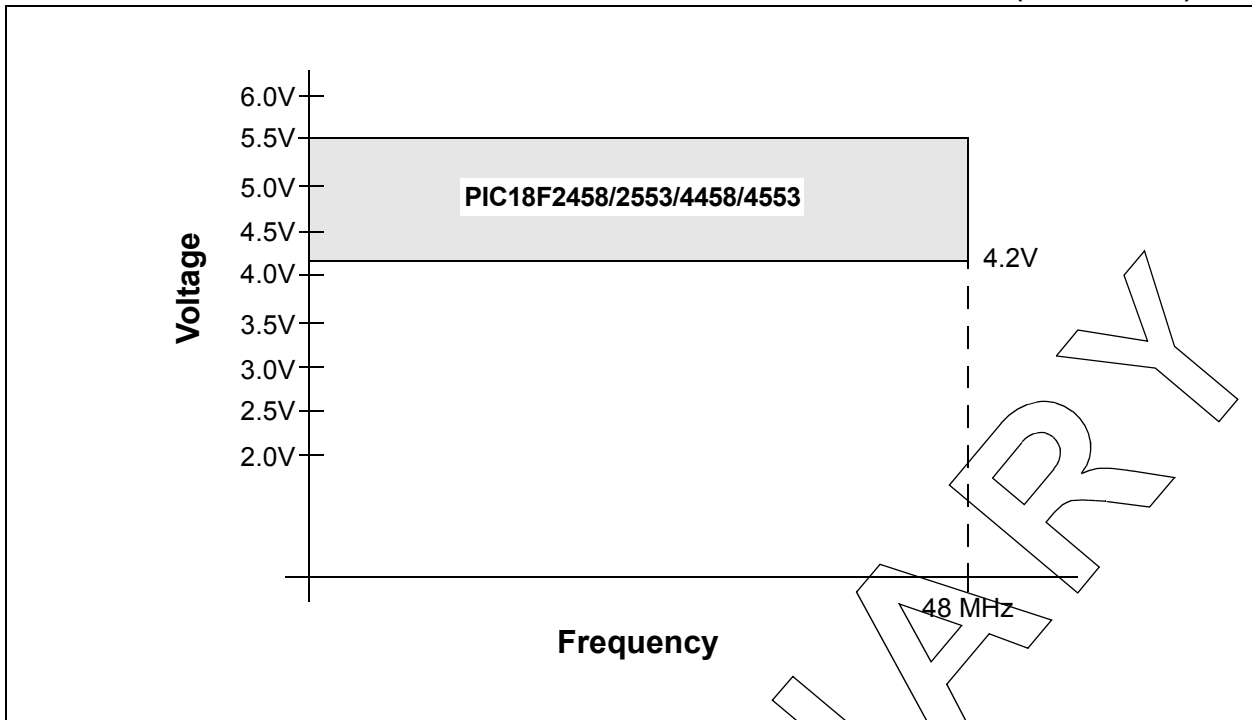 6.0V
5.5V
5.0V
4.5V
4.0V
3.5V
3.0V
2.5V
2.0V
Voltage
PIC18F2458/2553/4458/4553
4.2V
48 MHz
Frequency
ARY